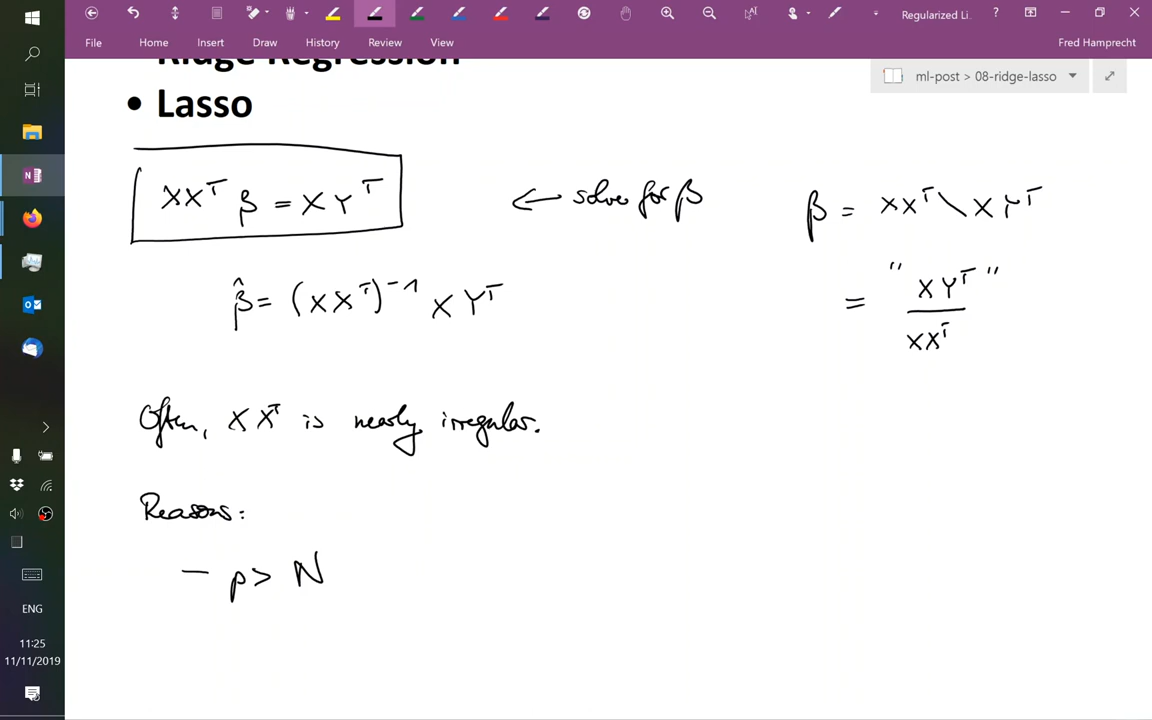 Regularized Li.
?
File Home Insert Draw History Review View
Fred Hamprecht
• Ridge Regression
ml-post > 08-ridge-lasso
• Lasso
XXᵀ β = XYᵀ
← solve for β
β = XXᵀ \ XYᵀ
β̂ = (XXᵀ)⁻¹ XYᵀ
= " XYᵀ / XXᵀ "
Often, XXᵀ is nearly irregular.
Reasons:
— p > N
ENG
11:25
11/11/2019